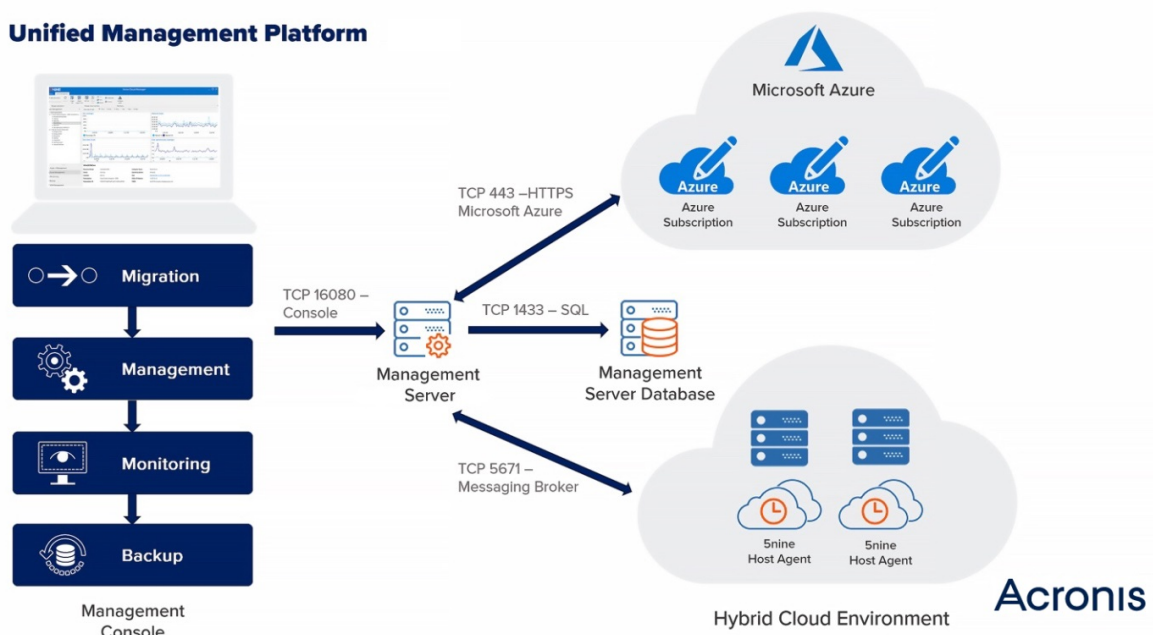 Unified Management Platform
Microsoft Azure
Azure
Azure
Azure
Azure
Subscription
Azure
Subscription
Azure
Subscription
TCP 443 –HTTPS
Microsoft Azure
Migration
TCP 16080 –
Console
TCP 1433 – SQL
Management
Management
Server
Management
Server Database
Monitoring
TCP 5671 –
Messaging Broker
Backup
5nine
Host Agent
5nine
Host Agent
Management
Console
Hybrid Cloud Environment
Acronis